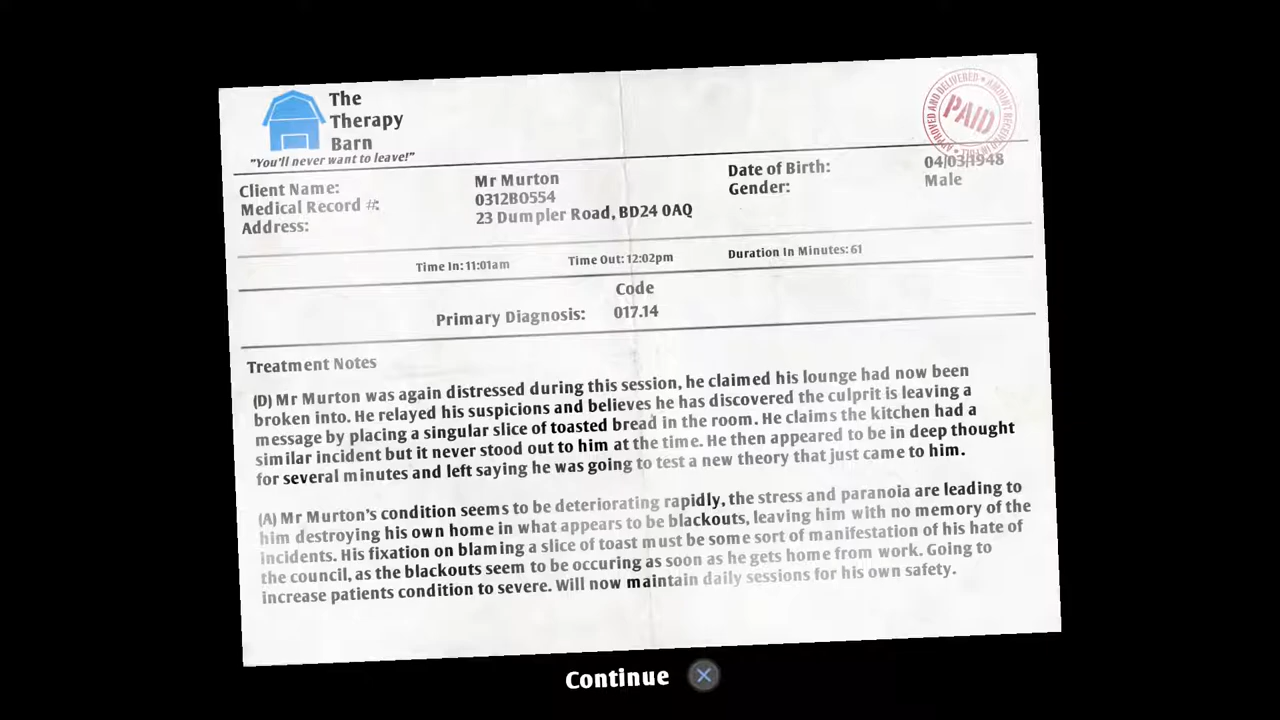 The
Therapy
Barn
"You'll never want to leave!"
APPROVED AND DELIVERED • AMOUNT RECEIVED IN FULL
PAID
Client Name: Mr Murton Date of Birth: 04/03/1948
Medical Record #: 0312BO554 Gender: Male
Address: 23 Dumpler Road, BD24 0AQ
Time In: 11:01am Time Out: 12:02pm Duration In Minutes: 61
Code
Primary Diagnosis: 017.14
Treatment Notes
(D) Mr Murton was again distressed during this session, he claimed his lounge had now been
broken into. He relayed his suspicions and believes he has discovered the culprit is leaving a
message by placing a singular slice of toasted bread in the room. He claims the kitchen had a
similar incident but it never stood out to him at the time. He then appeared to be in deep thought
for several minutes and left saying he was going to test a new theory that just came to him.
(A) Mr Murton's condition seems to be deteriorating rapidly, the stress and paranoia are leading to
him destroying his own home in what appears to be blackouts, leaving him with no memory of the
incidents. His fixation on blaming a slice of toast must be some sort of manifestation of his hate of
the council, as the blackouts seem to be occuring as soon as he gets home from work. Going to
increase patients condition to severe. Will now maintain daily sessions for his own safety.
Continue